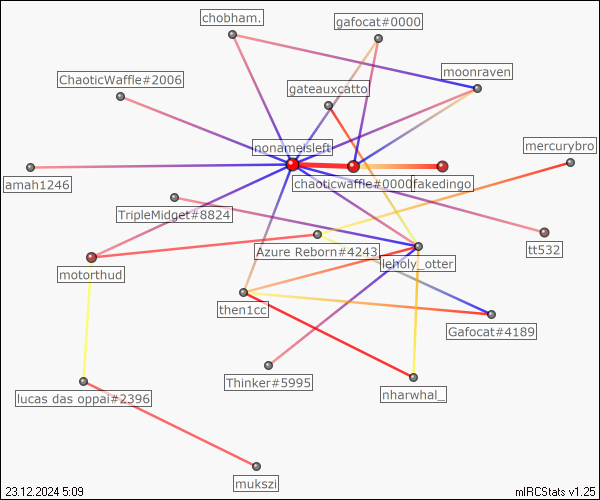 chobham.
gafocat#0000
moonraven
ChaoticWaffle#2006
gateauxcatto
nonameisleft
mercurybro
amah1246
chaoticwaffle#0000
fakedingo
TripleMidget#8824
Azure Reborn#4243
leholy_otter
tt532
motorthud
then1cc
Gafocat#4189
Thinker#5995
nharwhal_
lucas das oppai#2396
mukszi
23.12.2024 5:09
mIRCStats v1.25